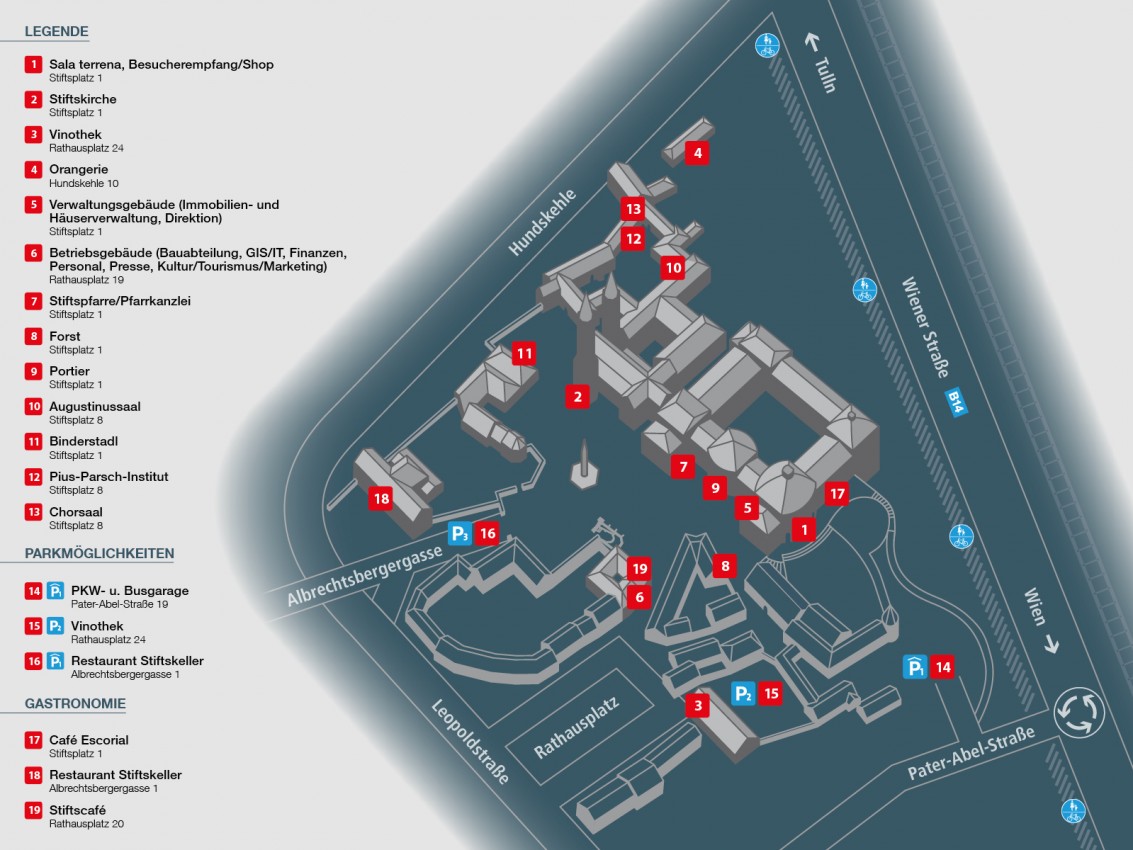 LEGENDE
1 Sala terrena, Besucherempfang/Shop
Stiftsplatz 1
2 Stiftskirche
Stiftsplatz 1
3 Vinothek
Rathausplatz 24
4 Orangerie
Hundskehle 10
5 Verwaltungsgebäude (Immobilien- und
Häuserverwaltung, Direktion)
Stiftsplatz 1
6 Betriebsgebäude (Bauabteilung, GIS/IT, Finanzen,
Personal, Presse, Kultur/Tourismus/Marketing)
Rathausplatz 19
7 Stiftspfarre/Pfarrkanzlei
Stiftsplatz 1
8 Forst
Stiftsplatz 1
9 Portier
Stiftsplatz 1
10 Augustinussaal
Stiftsplatz 8
11 Binderstadl
Stiftsplatz 1
12 Pius-Parsch-Institut
Stiftsplatz 8
13 Chorsaal
Stiftsplatz 8
PARKMÖGLICHKEITEN
14 P1 PKW- u. Busgarage
Pater-Abel-Straße 19
15 P2 Vinothek
Rathausplatz 24
16 P1 Restaurant Stiftskeller
Albrechtsbergergasse 1
GASTRONOMIE
17 Café Escorial
Stiftsplatz 1
18 Restaurant Stiftskeller
Albrechtsbergergasse 1
19 Stiftscafé
Rathausplatz 20
Tulln
4
Hundskehle
13
12
10
Wiener Straße
B14
11
2
7
9
17
5
1
18
P3 16
Albrechtsbergergasse
19
8
6
Wien
P1 14
P2 15
3
Leopoldstraße
Rathausplatz
Pater-Abel-Straße